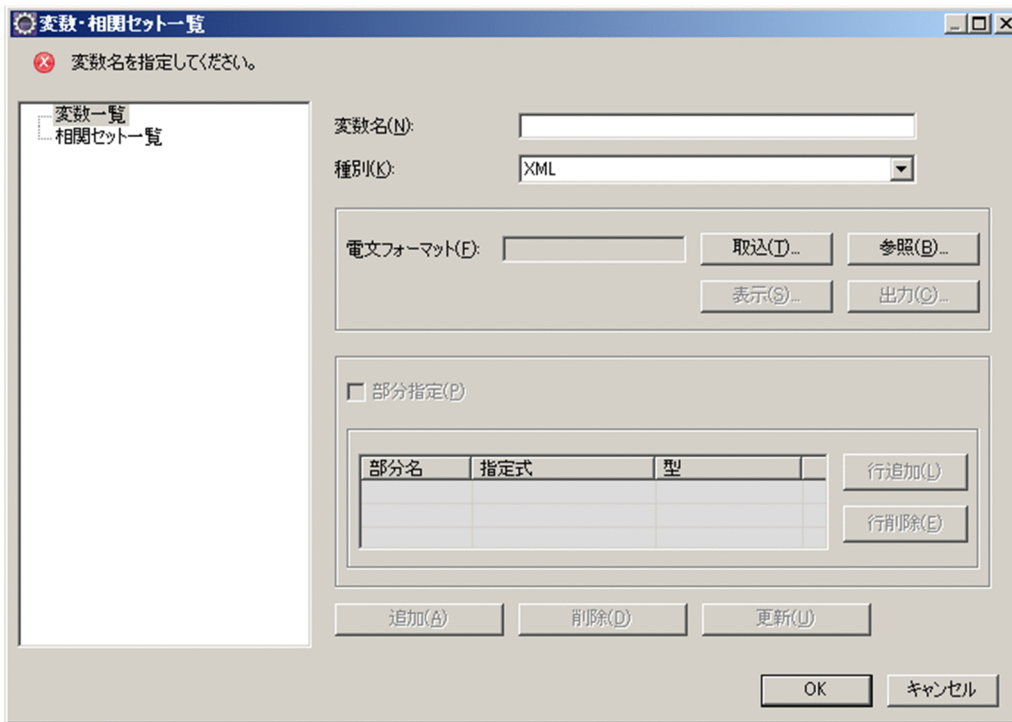 変数・相関セット一覧
変数名を指定してください。
変数一覧
相関セット一覧
変数名(N):
種別(K): XML
電文フォーマット(F): 取込(T)... 参照(B)...
表示(S)... 出力(C)...
部分指定(P)
部分名 指定式 型
行追加(L)
行削除(E)
追加(A) 削除(D) 更新(U)
OK キャンセル